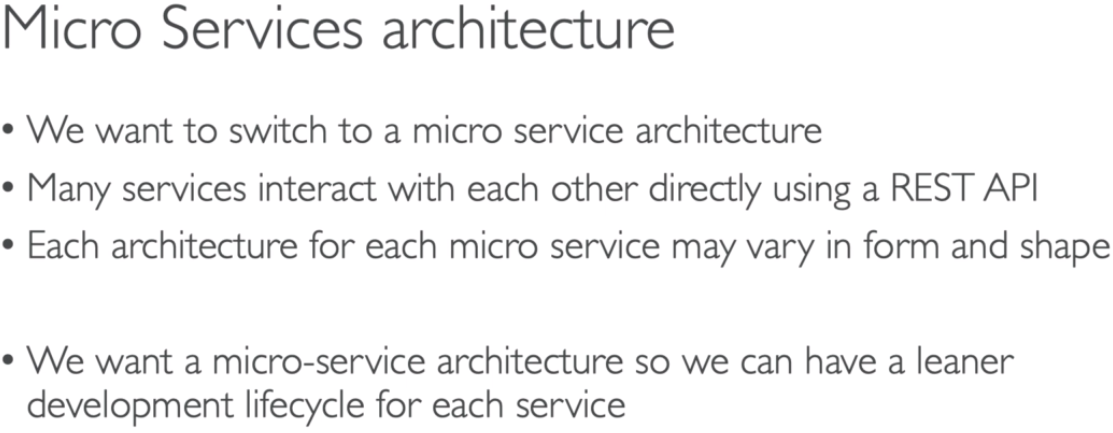 Micro Services architecture
• We want to switch to a micro service architecture
• Many services interact with each other directly using a REST API
• Each architecture for each micro service may vary in form and shape
• We want a micro-service architecture so we can have a leaner
development lifecycle for each service